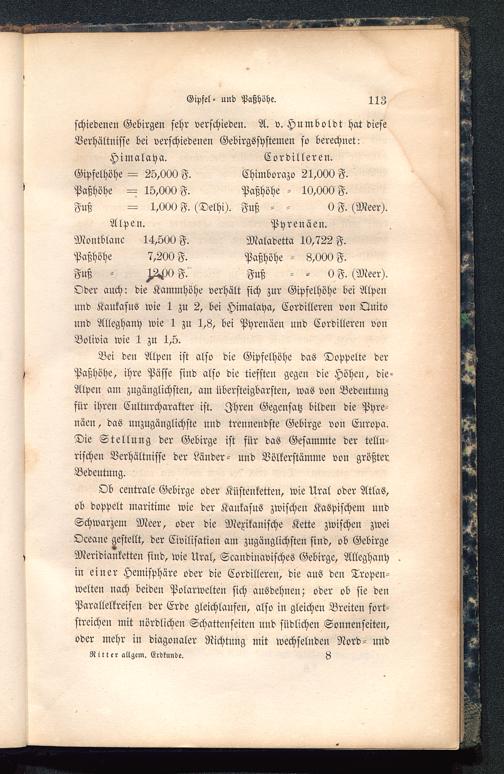 Gipfel- und Paßhöhe. 113
schiedenen Gebirgen sehr verschieden. A. v. Humboldt hat diese
Verhältnisse bei verschiedenen Gebirgssystemen so berechnet:
Himalaya. Cordilleren.
Gipfelhöhe = 25,000 F. Chimborazo 21,000 F.
Paßhöhe = 15,000 F. Paßhöhe - 10,000 F.
Fuß = 1,000 F. (Delhi). Fuß - - 0 F. (Meer).
Alpen. Pyrenäen.
Montblanc 14,500 F. Maladetta 10,722 F.
Paßhöhe 7,200 F. Paßhöhe - 8,000 F.
Fuß - 1200 F. Fuß - - 0 F. (Meer).
Oder auch: die Kammhöhe verhält sich zur Gipfelhöhe bei Alpen
und Kaukasus wie 1 zu 2, bei Himalaya, Cordilleren von Quito
und Alleghany wie 1 zu 1,8, bei Pyrenäen und Cordilleren von
Bolivia wie 1 zu 1,5.
Bei den Alpen ist also die Gipfelhöhe das Doppelte der
Paßhöhe, ihre Pässe sind also die tiefsten gegen die Höhen, die
Alpen am zugänglichsten, am übersteigbarsten, was von Bedeutung
für ihren Culturcharakter ist. Ihren Gegensatz bilden die Pyre-
näen, das unzugänglichste und trennendste Gebirge von Europa.
Die Stellung der Gebirge ist für das Gesammte der tellu-
rischen Verhältnisse der Länder- und Völkerstämme von größter
Bedeutung.
Ob centrale Gebirge oder Küstenketten, wie Ural oder Atlas,
ob doppelt maritime wie der Kaukasus zwischen Kaspischem und
Schwarzem Meer, oder die Mexikanische Kette zwischen zwei
Oceane gestellt, der Civilisation am zugänglichsten sind, ob Gebirge
Meridianketten sind, wie Ural, Scandinavisches Gebirge, Alleghany
in einer Hemisphäre oder die Cordilleren, die aus den Tropen-
welten nach beiden Polarwelten sich ausdehnen; oder ob sie den
Parallelkreisen der Erde gleichlaufen, also in gleichen Breiten fort-
streichen mit nördlichen Schattenseiten und südlichen Sonnenseiten,
oder mehr in diagonaler Richtung mit wechselnden Nord- und
Ritter allgem. Erdkunde. 8